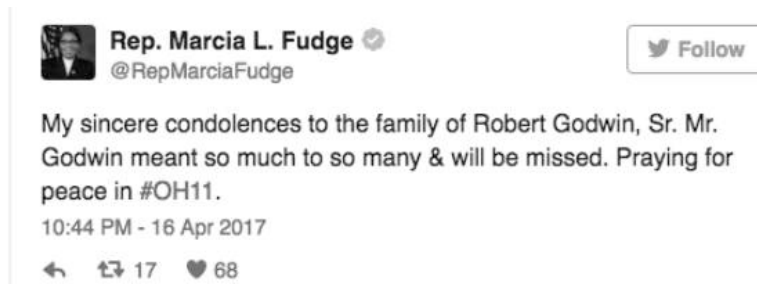 Rep. Marcia L. Fudge
@RepMarciaFudge
Follow
My sincere condolences to the family of Robert Godwin, Sr. Mr.
Godwin meant so much to so many & will be missed. Praying for
peace in #OH11.
10:44 PM - 16 Apr 2017
17 68